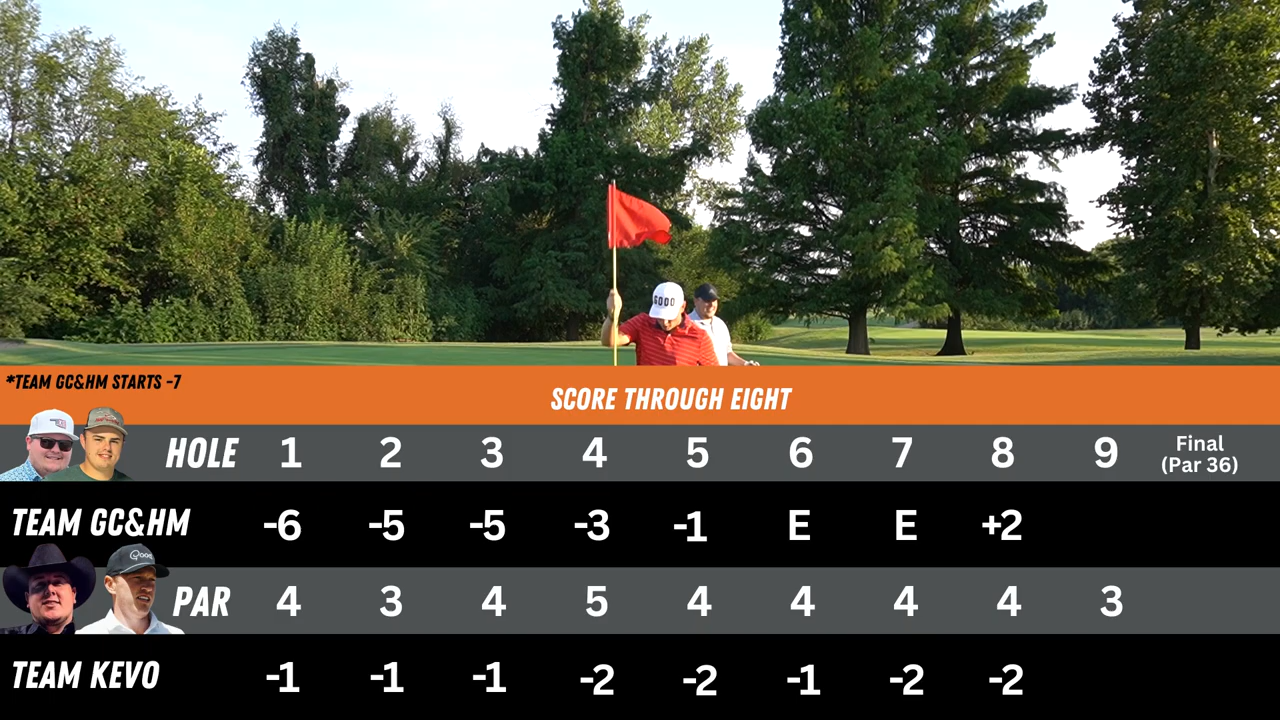 GOOD
*TEAM GC&HM STARTS -7
SCORE THROUGH EIGHT
HOLE 1 2 3 4 5 6 7 8 9 Final
(Par 36)
TEAM GC&HM -6 -5 -5 -3 -1 E E +2
PAR 4 3 4 5 4 4 4 4 3
TEAM KEVO -1 -1 -1 -2 -2 -1 -2 -2